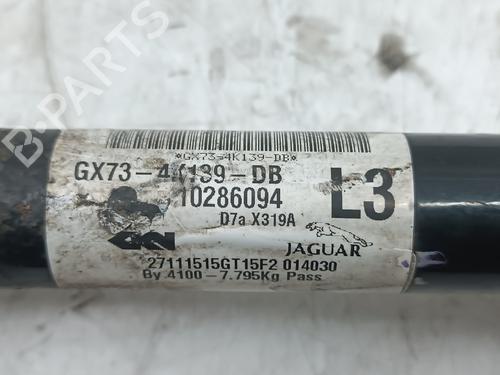 *GX73-4K139-DB*
GX73-4K139-DB
10286094
L3
D7a X319A
GKN
JAGUAR
27111515GT15F2 014030
By 4100-7.795Kg Pass
B-PARTS